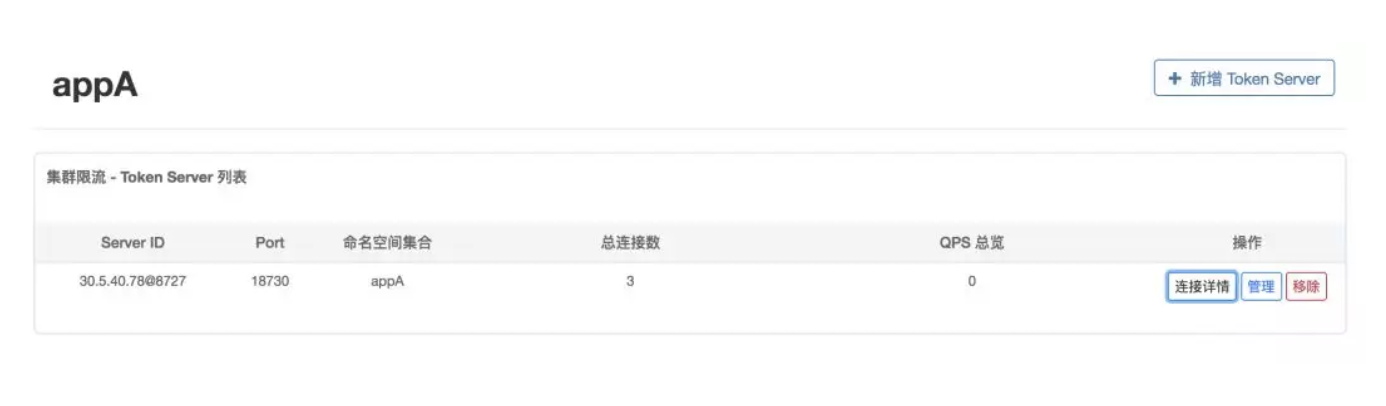 appA
+ 新增 Token Server
集群限流 - Token Server 列表
Server ID Port 命名空间集合 总连接数 QPS 总览 操作
30.5.40.78@8727 18730 appA 3 0 连接详情 管理 移除